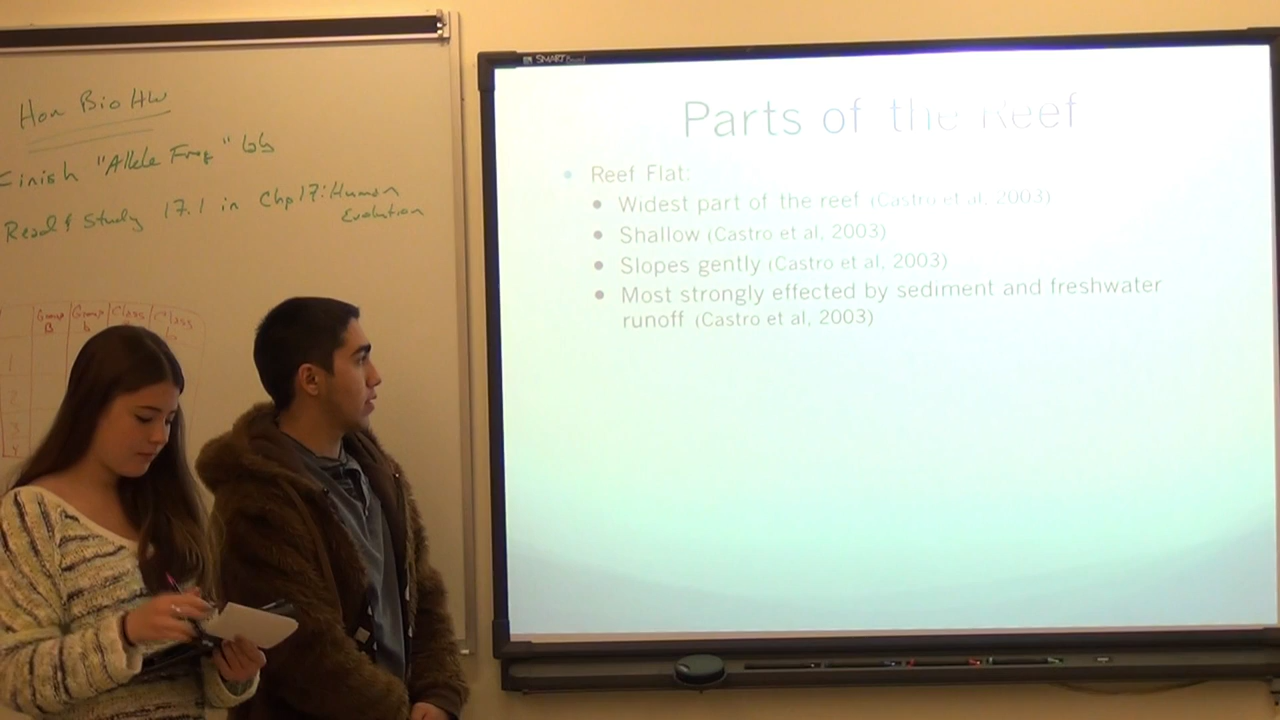 Hon Bio HW
Finish "Allele Freq" lab
Read & Study 17.1 in Chp 17: Human
Evolution
Group
B
Group
b
Class
Class
b
1
2
3
4
SMART Board
Parts of the Reef
Reef Flat:
Widest part of the reef (Castro et al, 2003)
Shallow (Castro et al, 2003)
Slopes gently (Castro et al, 2003)
Most strongly effected by sediment and freshwater
runoff (Castro et al, 2003)